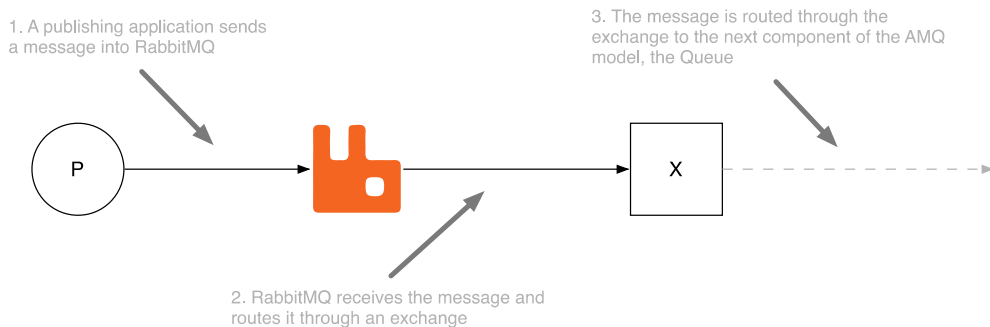 1. A publishing application sends
a message into RabbitMQ
3. The message is routed through the
exchange to the next component of the AMQ
model, the Queue
P
X
2. RabbitMQ receives the message and
routes it through an exchange